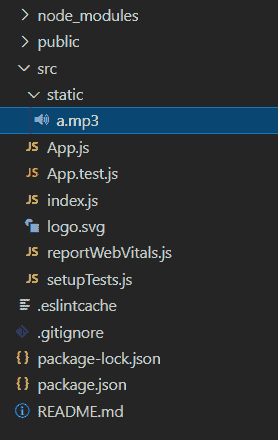 node_modules
public
src
static
a.mp3
JS App.js
JS App.test.js
JS index.js
logo.svg
JS reportWebVitals.js
JS setupTests.js
.eslintcache
.gitignore
{} package-lock.json
{} package.json
README.md